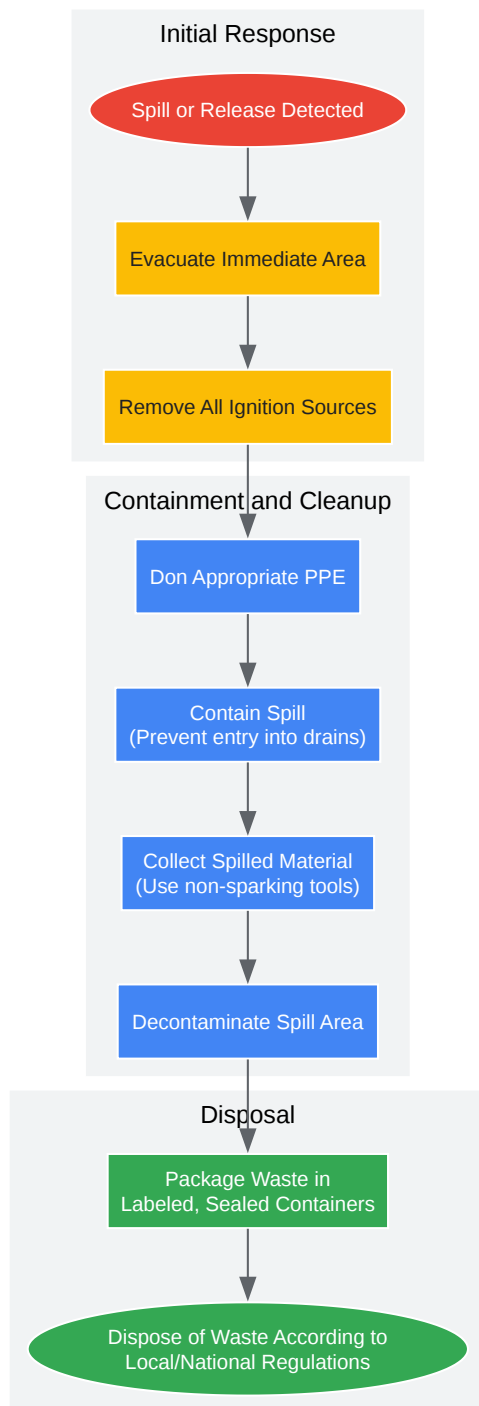 Initial Response
Spill or Release Detected
Evacuate Immediate Area
Remove All Ignition Sources
Containment and Cleanup
Don Appropriate PPE
Contain Spill
(Prevent entry into drains)
Collect Spilled Material
(Use non-sparking tools)
Decontaminate Spill Area
Disposal
Package Waste in
Labeled, Sealed Containers
Dispose of Waste According to
Local/National Regulations